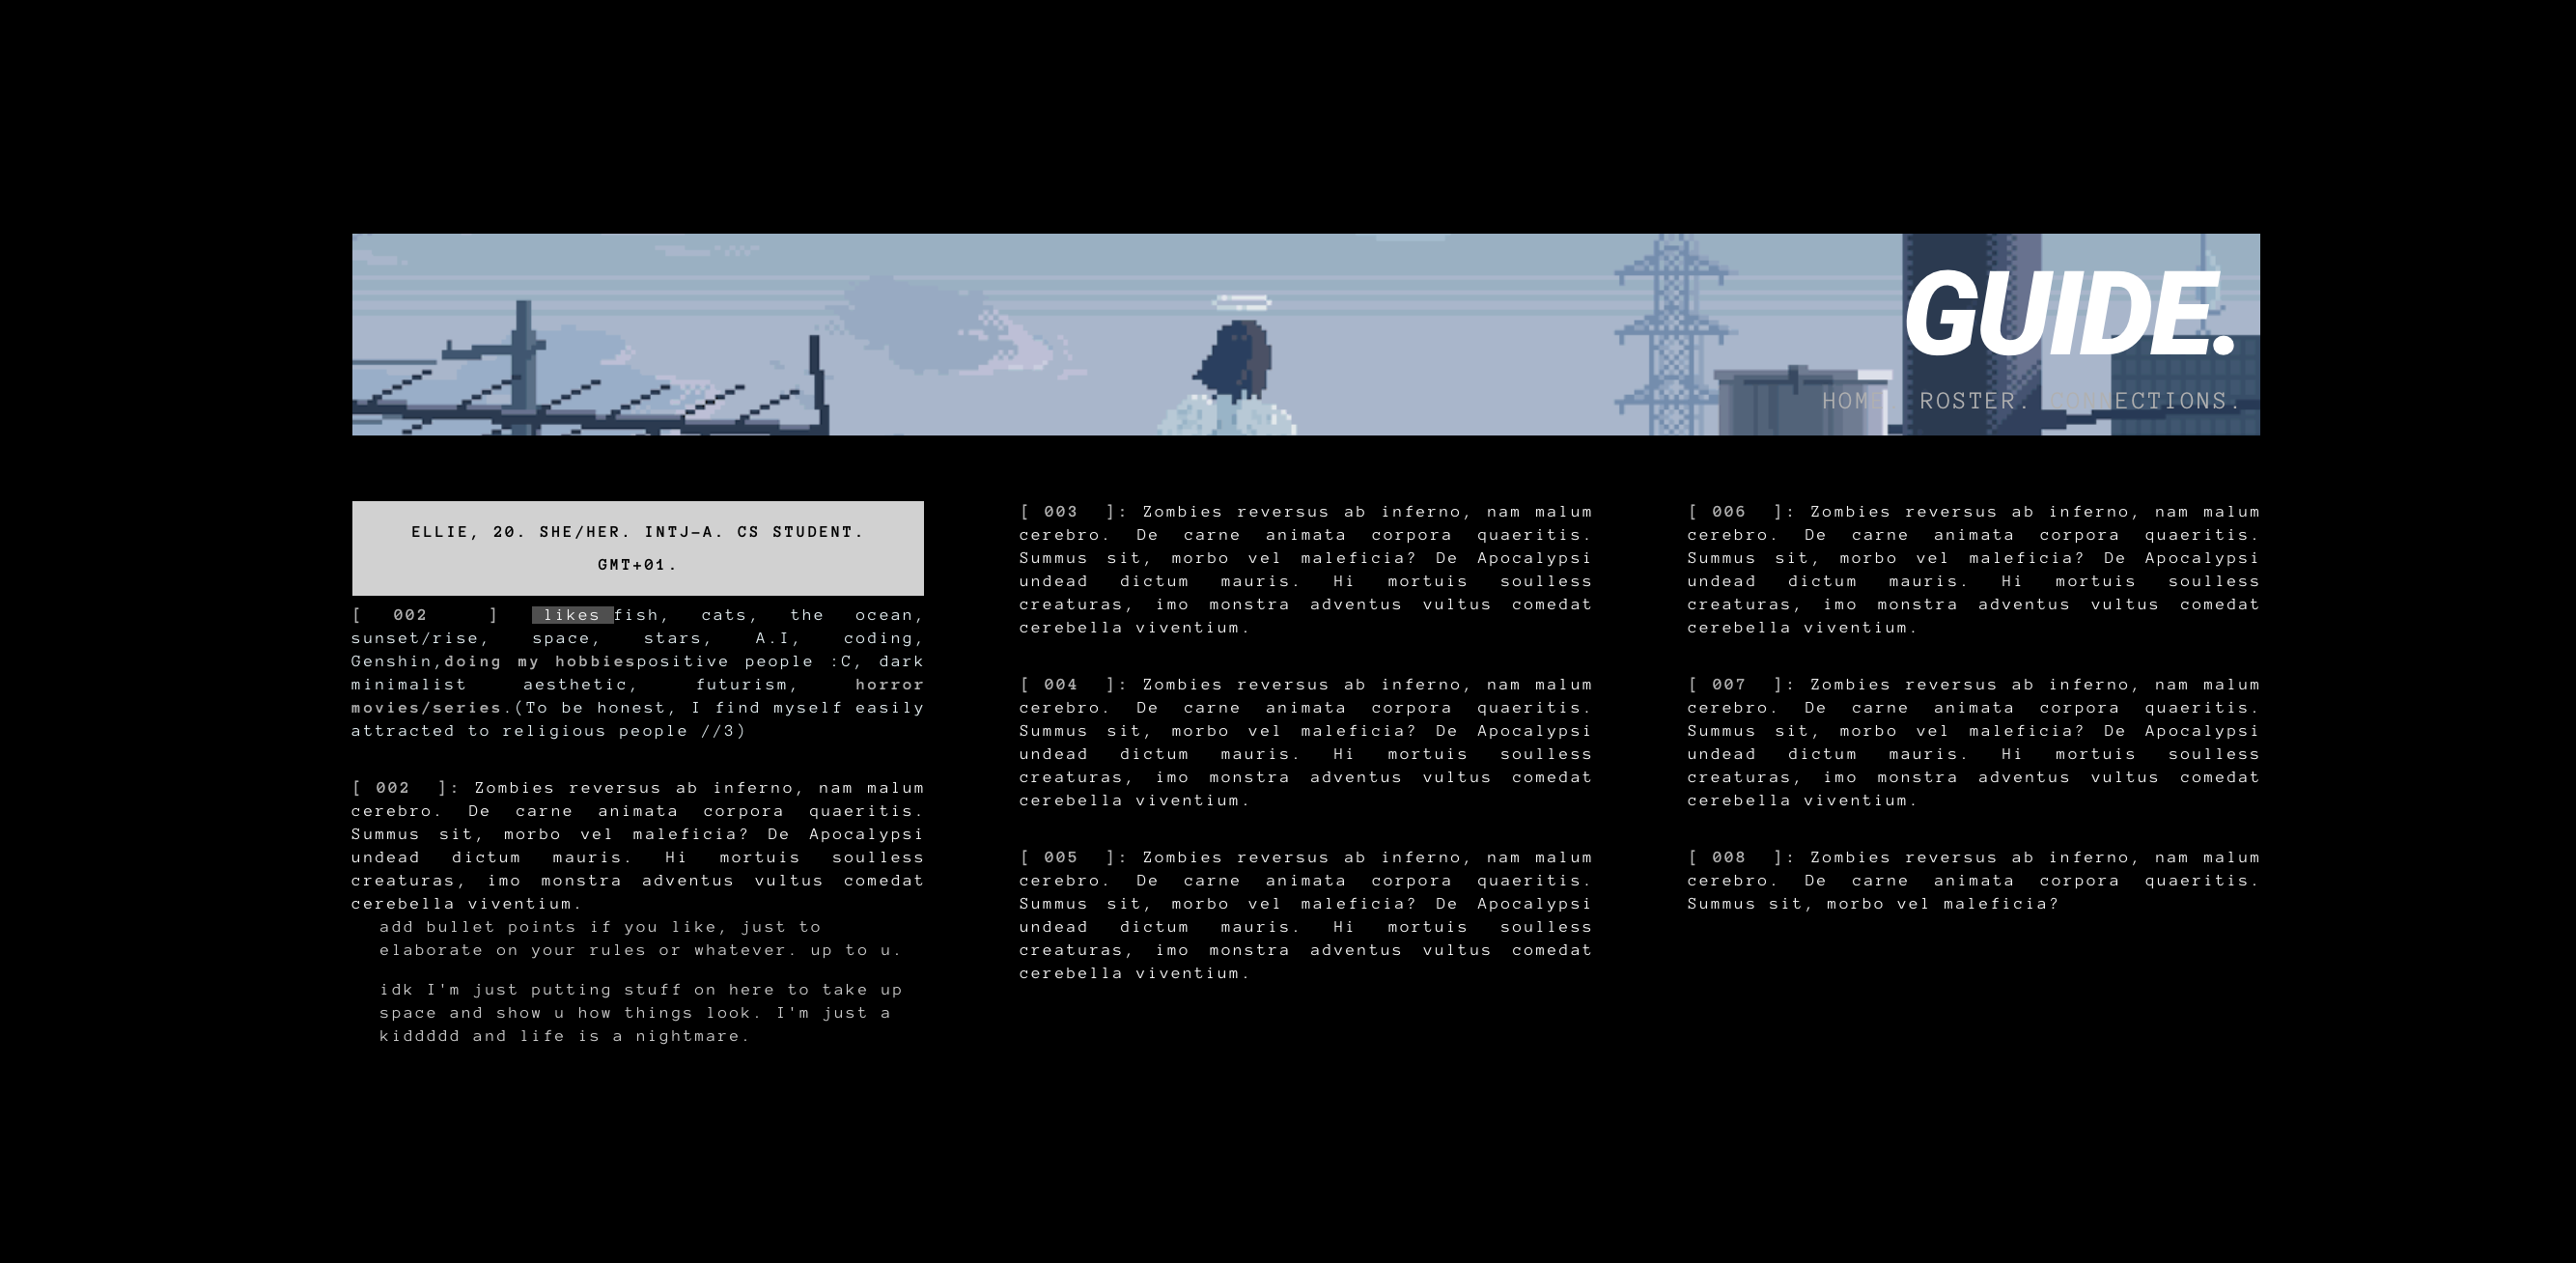 GUIDE.
HOME. ROSTER. CONNECTIONS.
ELLIE, 20. SHE/HER. INTJ-A. CS STUDENT.
GMT+01.
[ 002 ] likes fish, cats, the ocean,
sunset/rise, space, stars, A.I, coding,
Genshin,doing my hobbiespositive people :C, dark
minimalist aesthetic, futurism, horror
movies/series.(To be honest, I find myself easily
attracted to religious people //3)
[ 002 ]: Zombies reversus ab inferno, nam malum
cerebro. De carne animata corpora quaeritis.
Summus sit, morbo vel maleficia? De Apocalypsi
undead dictum mauris. Hi mortuis soulless
creaturas, imo monstra adventus vultus comedat
cerebella viventium.
add bullet points if you like, just to
elaborate on your rules or whatever. up to u.
idk I'm just putting stuff on here to take up
space and show u how things look. I'm just a
kiddddd and life is a nightmare.
[ 003 ]: Zombies reversus ab inferno, nam malum
cerebro. De carne animata corpora quaeritis.
Summus sit, morbo vel maleficia? De Apocalypsi
undead dictum mauris. Hi mortuis soulless
creaturas, imo monstra adventus vultus comedat
cerebella viventium.
[ 004 ]: Zombies reversus ab inferno, nam malum
cerebro. De carne animata corpora quaeritis.
Summus sit, morbo vel maleficia? De Apocalypsi
undead dictum mauris. Hi mortuis soulless
creaturas, imo monstra adventus vultus comedat
cerebella viventium.
[ 005 ]: Zombies reversus ab inferno, nam malum
cerebro. De carne animata corpora quaeritis.
Summus sit, morbo vel maleficia? De Apocalypsi
undead dictum mauris. Hi mortuis soulless
creaturas, imo monstra adventus vultus comedat
cerebella viventium.
[ 006 ]: Zombies reversus ab inferno, nam malum
cerebro. De carne animata corpora quaeritis.
Summus sit, morbo vel maleficia? De Apocalypsi
undead dictum mauris. Hi mortuis soulless
creaturas, imo monstra adventus vultus comedat
cerebella viventium.
[ 007 ]: Zombies reversus ab inferno, nam malum
cerebro. De carne animata corpora quaeritis.
Summus sit, morbo vel maleficia? De Apocalypsi
undead dictum mauris. Hi mortuis soulless
creaturas, imo monstra adventus vultus comedat
cerebella viventium.
[ 008 ]: Zombies reversus ab inferno, nam malum
cerebro. De carne animata corpora quaeritis.
Summus sit, morbo vel maleficia?